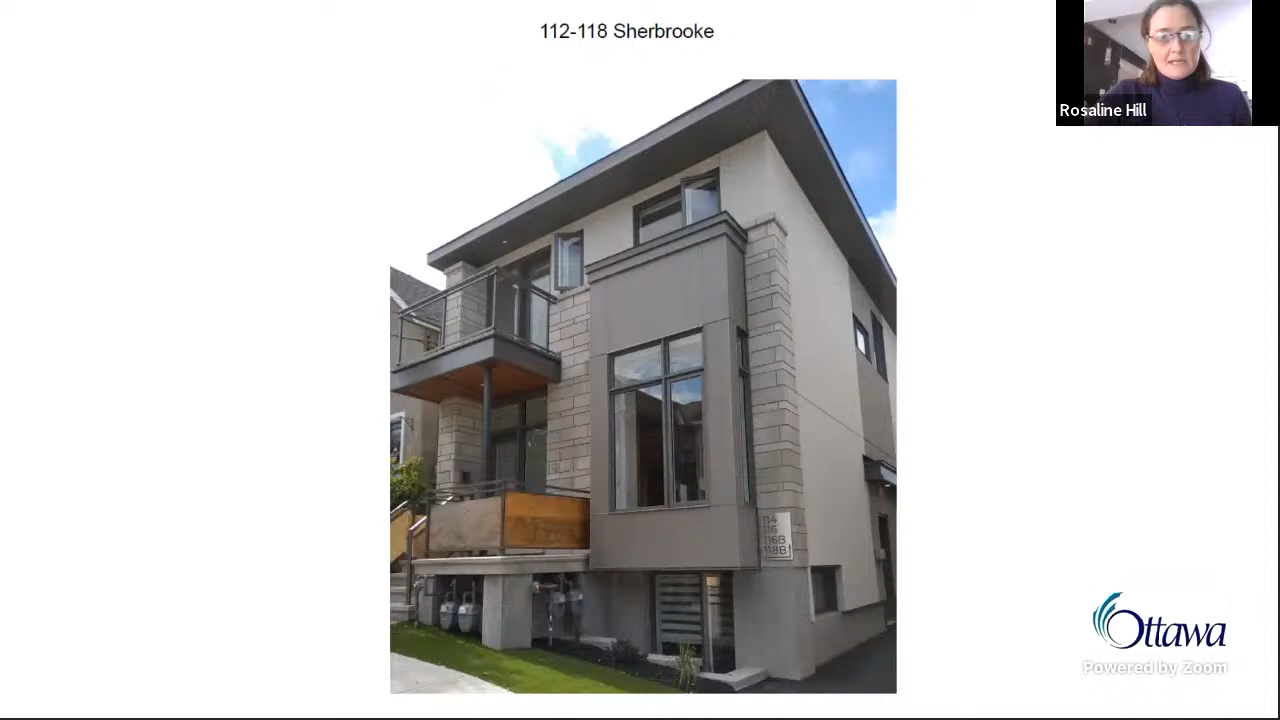 112-118 Sherbrooke
Rosaline Hill
114
116
116B
118B
Ottawa
Powered by Zoom